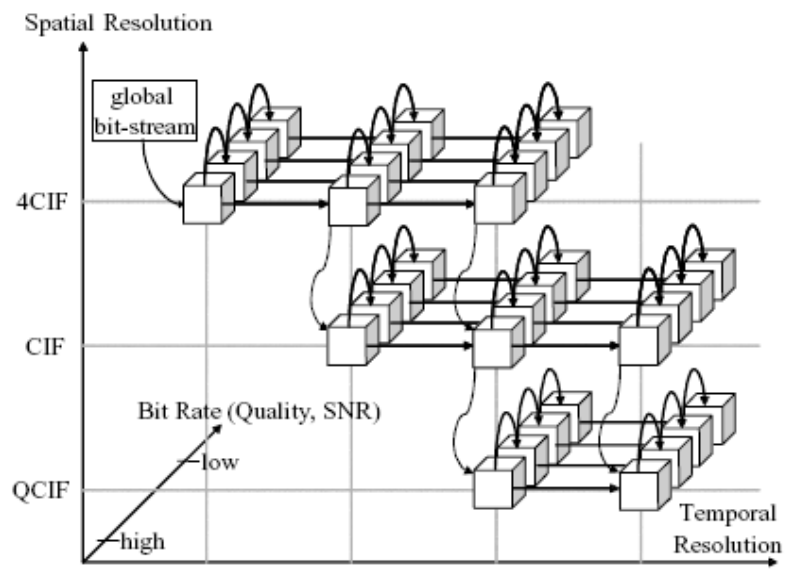 Spatial Resolution
global
bit-stream
4CIF
CIF
Bit Rate (Quality, SNR)
low
QCIF
high
Temporal
Resolution